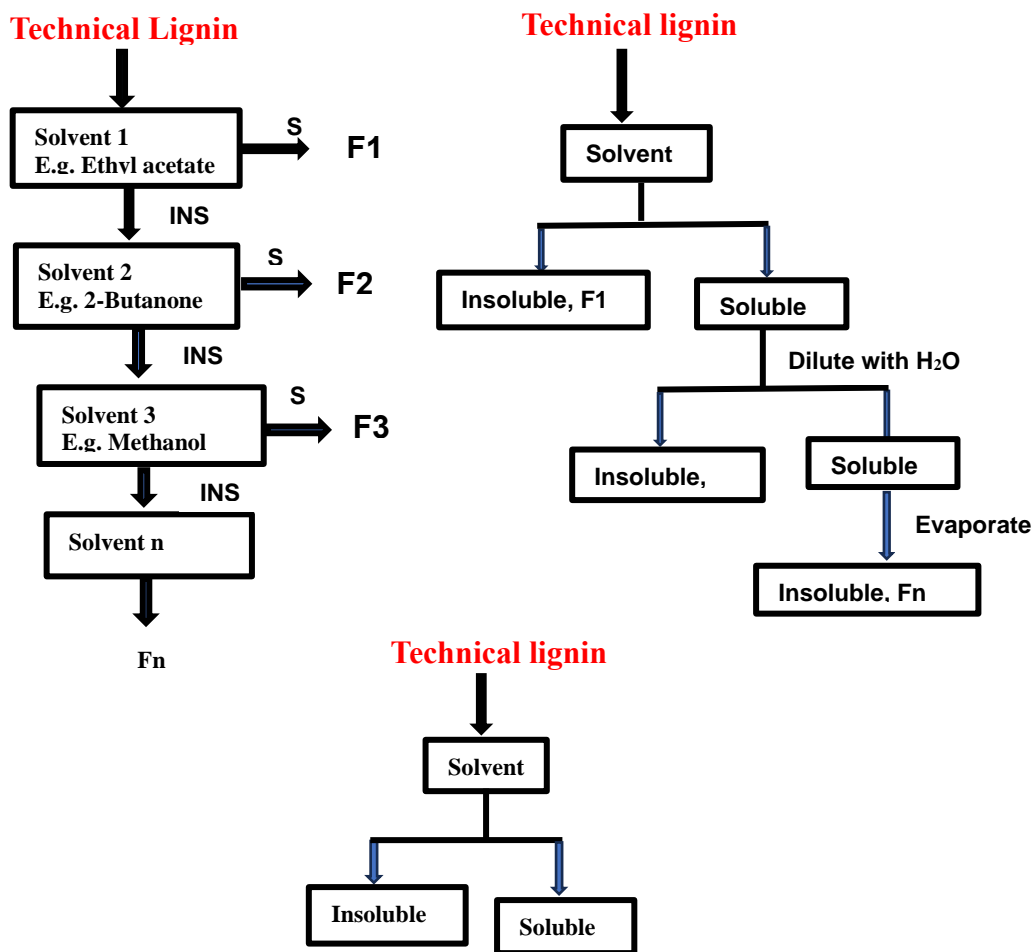 Technical Lignin
Solvent 1
E.g. Ethyl acetate
S
F1
INS
Solvent 2
E.g. 2-Butanone
S
F2
INS
Solvent 3
E.g. Methanol
S
F3
INS
Solvent n
Fn
Technical lignin
Solvent
Insoluble, F1
Soluble
Dilute with H₂O
Insoluble,
Soluble
Evaporate
Insoluble, Fn
Technical lignin
Solvent
Insoluble
Soluble